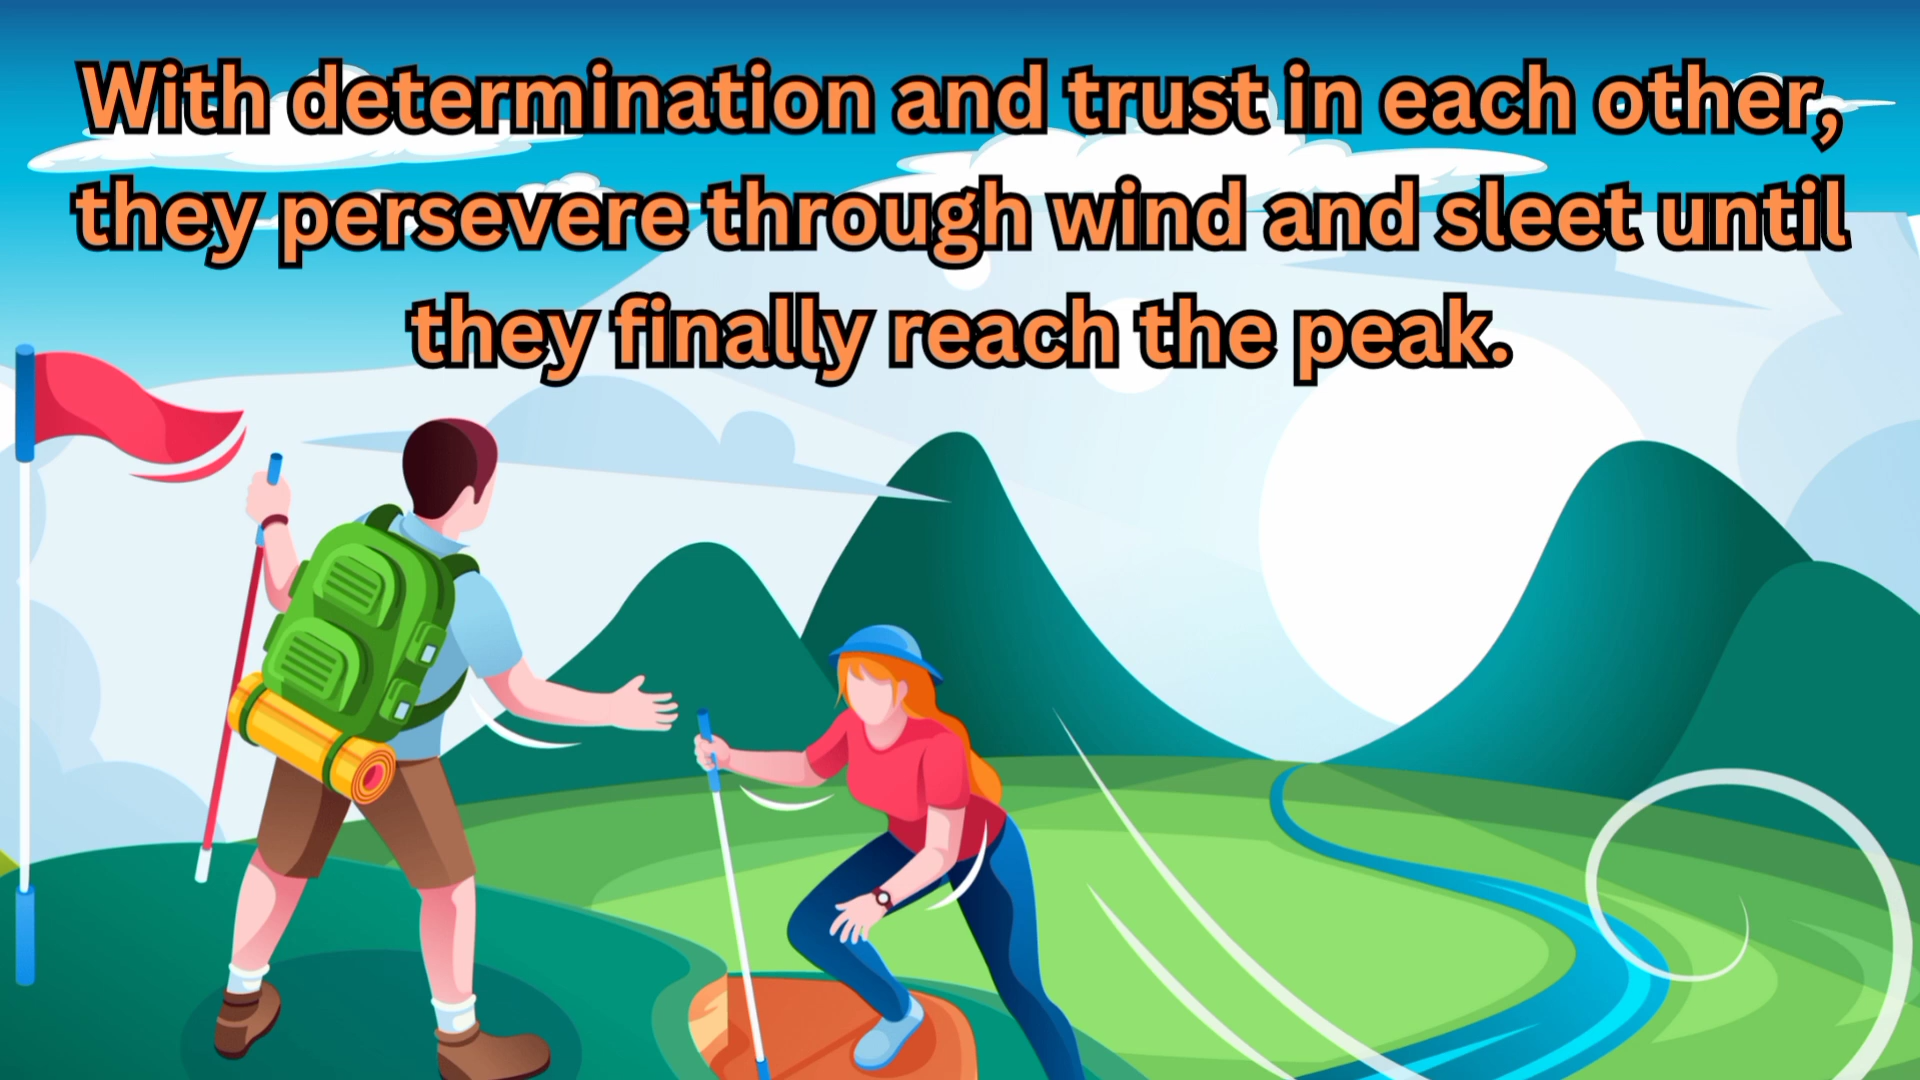 With determination and trust in each other,
they persevere through wind and sleet until
they finally reach the peak.